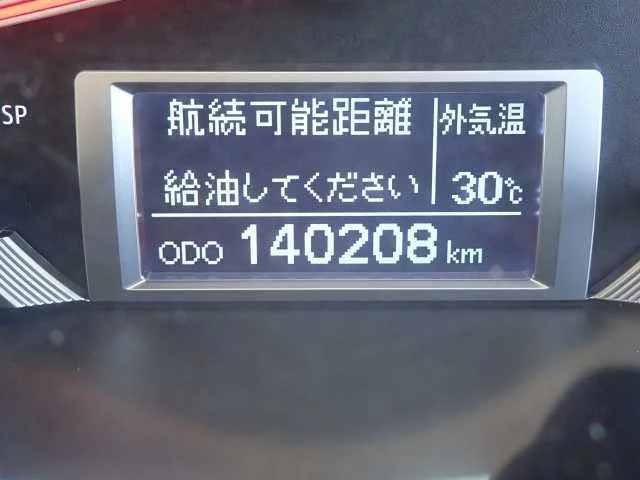 SP
航続可能距離
給油してください
外気温
30℃
ODO 140208 km